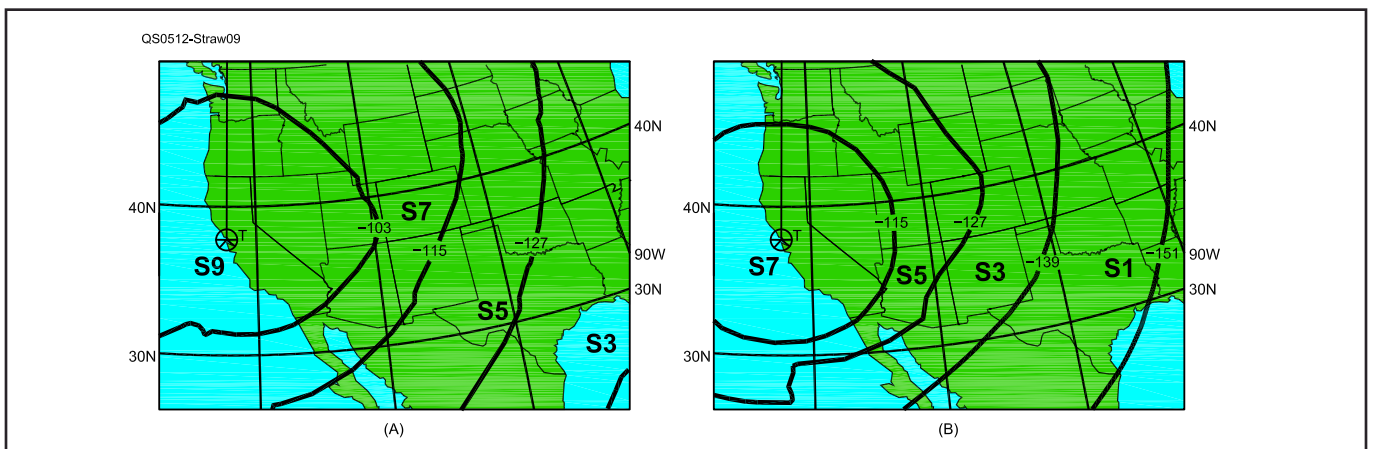 QS0512-Straw09
40N
40N
S7
−103
−115
−127
T
S9
90W
30N
S5
S3
30N
(A)
40N
40N
−115
−127
T
S7
S5
S3
−139
S1
−151
90W
30N
30N
(B)